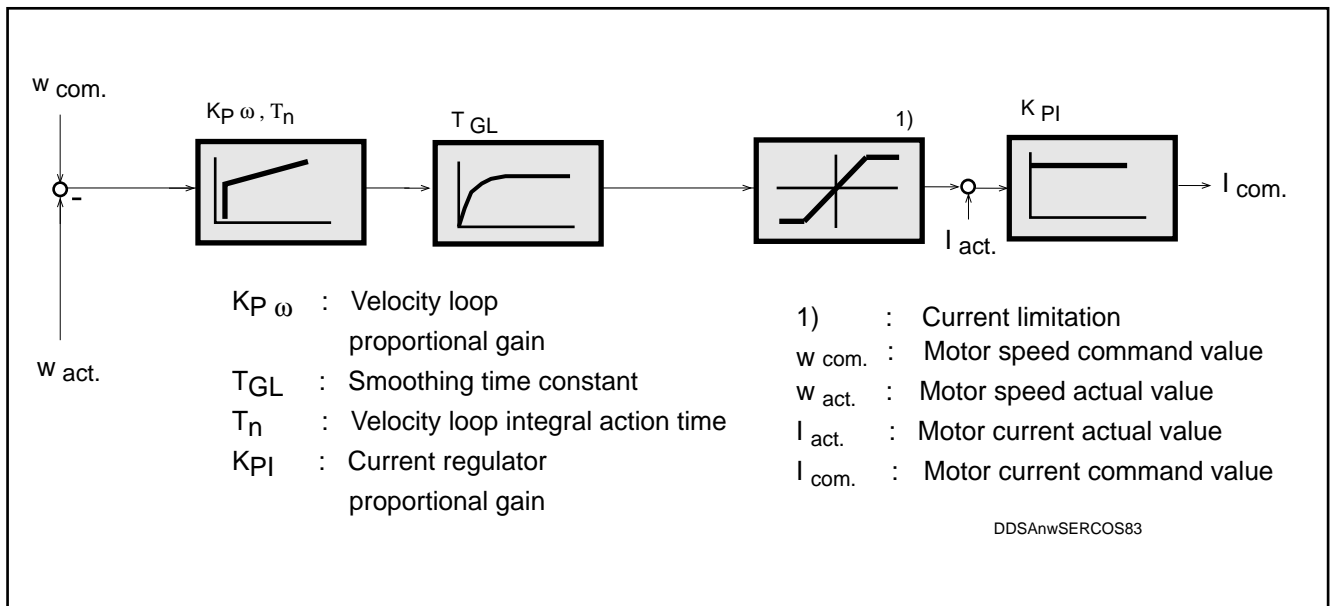 w com.
KP ω , Tn
T GL
1)
K PI
-
I com.
I act.
w act.
KP ω : Velocity loop
proportional gain
TGL : Smoothing time constant
Tn : Velocity loop integral action time
KPI : Current regulator
proportional gain
1) : Current limitation
w com. : Motor speed command value
w act. : Motor speed actual value
I act. : Motor current actual value
I com. : Motor current command value
DDSAnwSERCOS83